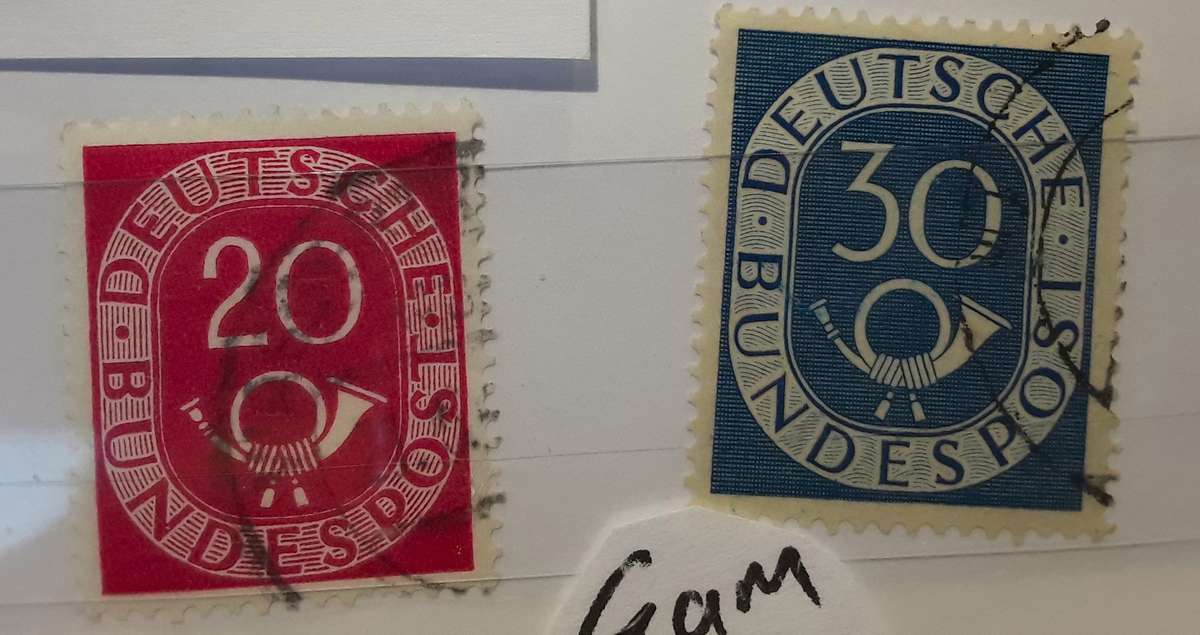 DEUTSCHE · BUNDESPOST
20
DEUTSCHE · BUNDESPOST
30
Gam